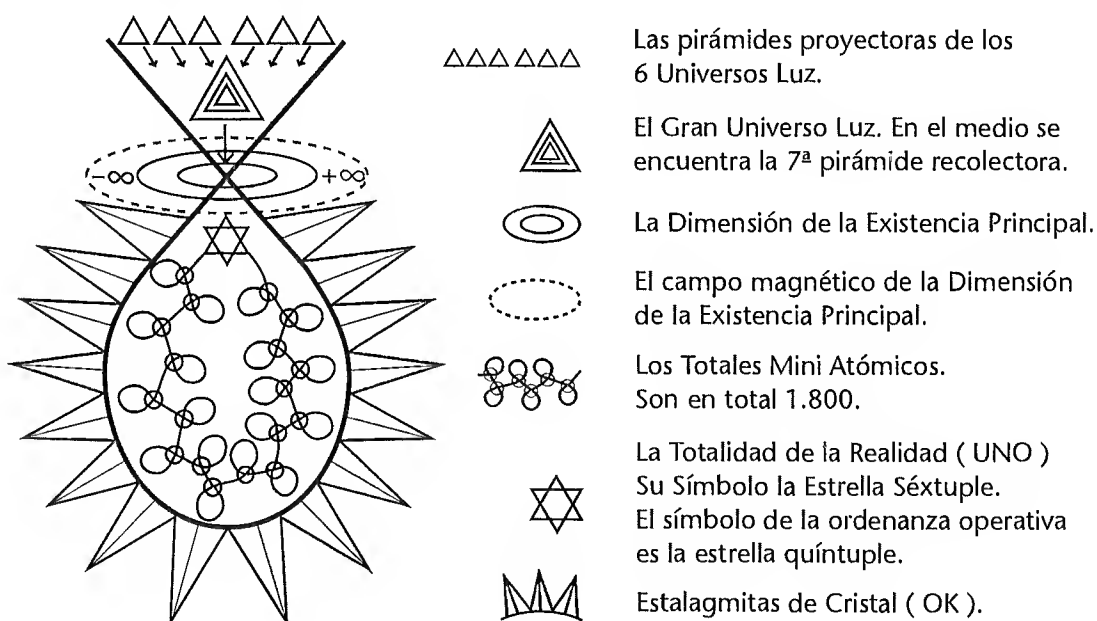 −∞ +∞
Las pirámides proyectoras de los
6 Universos Luz.
El Gran Universo Luz. En el medio se
encuentra la 7ª pirámide recolectora.
La Dimensión de la Existencia Principal.
El campo magnético de la Dimensión
de la Existencia Principal.
Los Totales Mini Atómicos.
Son en total 1.800.
La Totalidad de la Realidad ( UNO )
Su Símbolo la Estrella Séxtuple.
El símbolo de la ordenanza operativa
es la estrella quíntuple.
Estalagmitas de Cristal ( OK ).